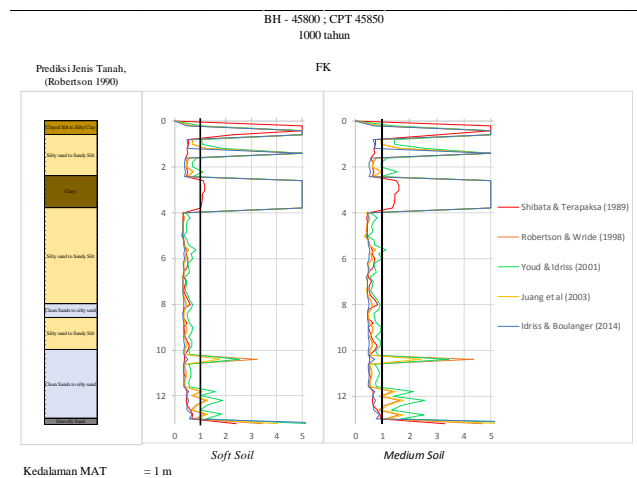 BH - 45800 ; CPT 45850
1000 tahun
Prediksi Jenis Tanah,
(Robertson 1990)
FK
Clayed Silt to Silty Clay
Silty sand to Sandy Silt
Clays
Silty sand to Sandy Silt
Clean Sands to silty sand
Silty sand to Sandy Silt
Clean Sands to silty sand
Gravelly Sand
0
2
4
6
8
10
12
0 1 2 3 4 5
Soft Soil
0
2
4
6
8
10
12
0 1 2 3 4 5
Medium Soil
Shibata & Terapaksa (1989)
Robertson & Wride (1998)
Youd & Idriss (2001)
Juang et al (2003)
Idriss & Boulanger (2014)
Kedalaman MAT = 1 m